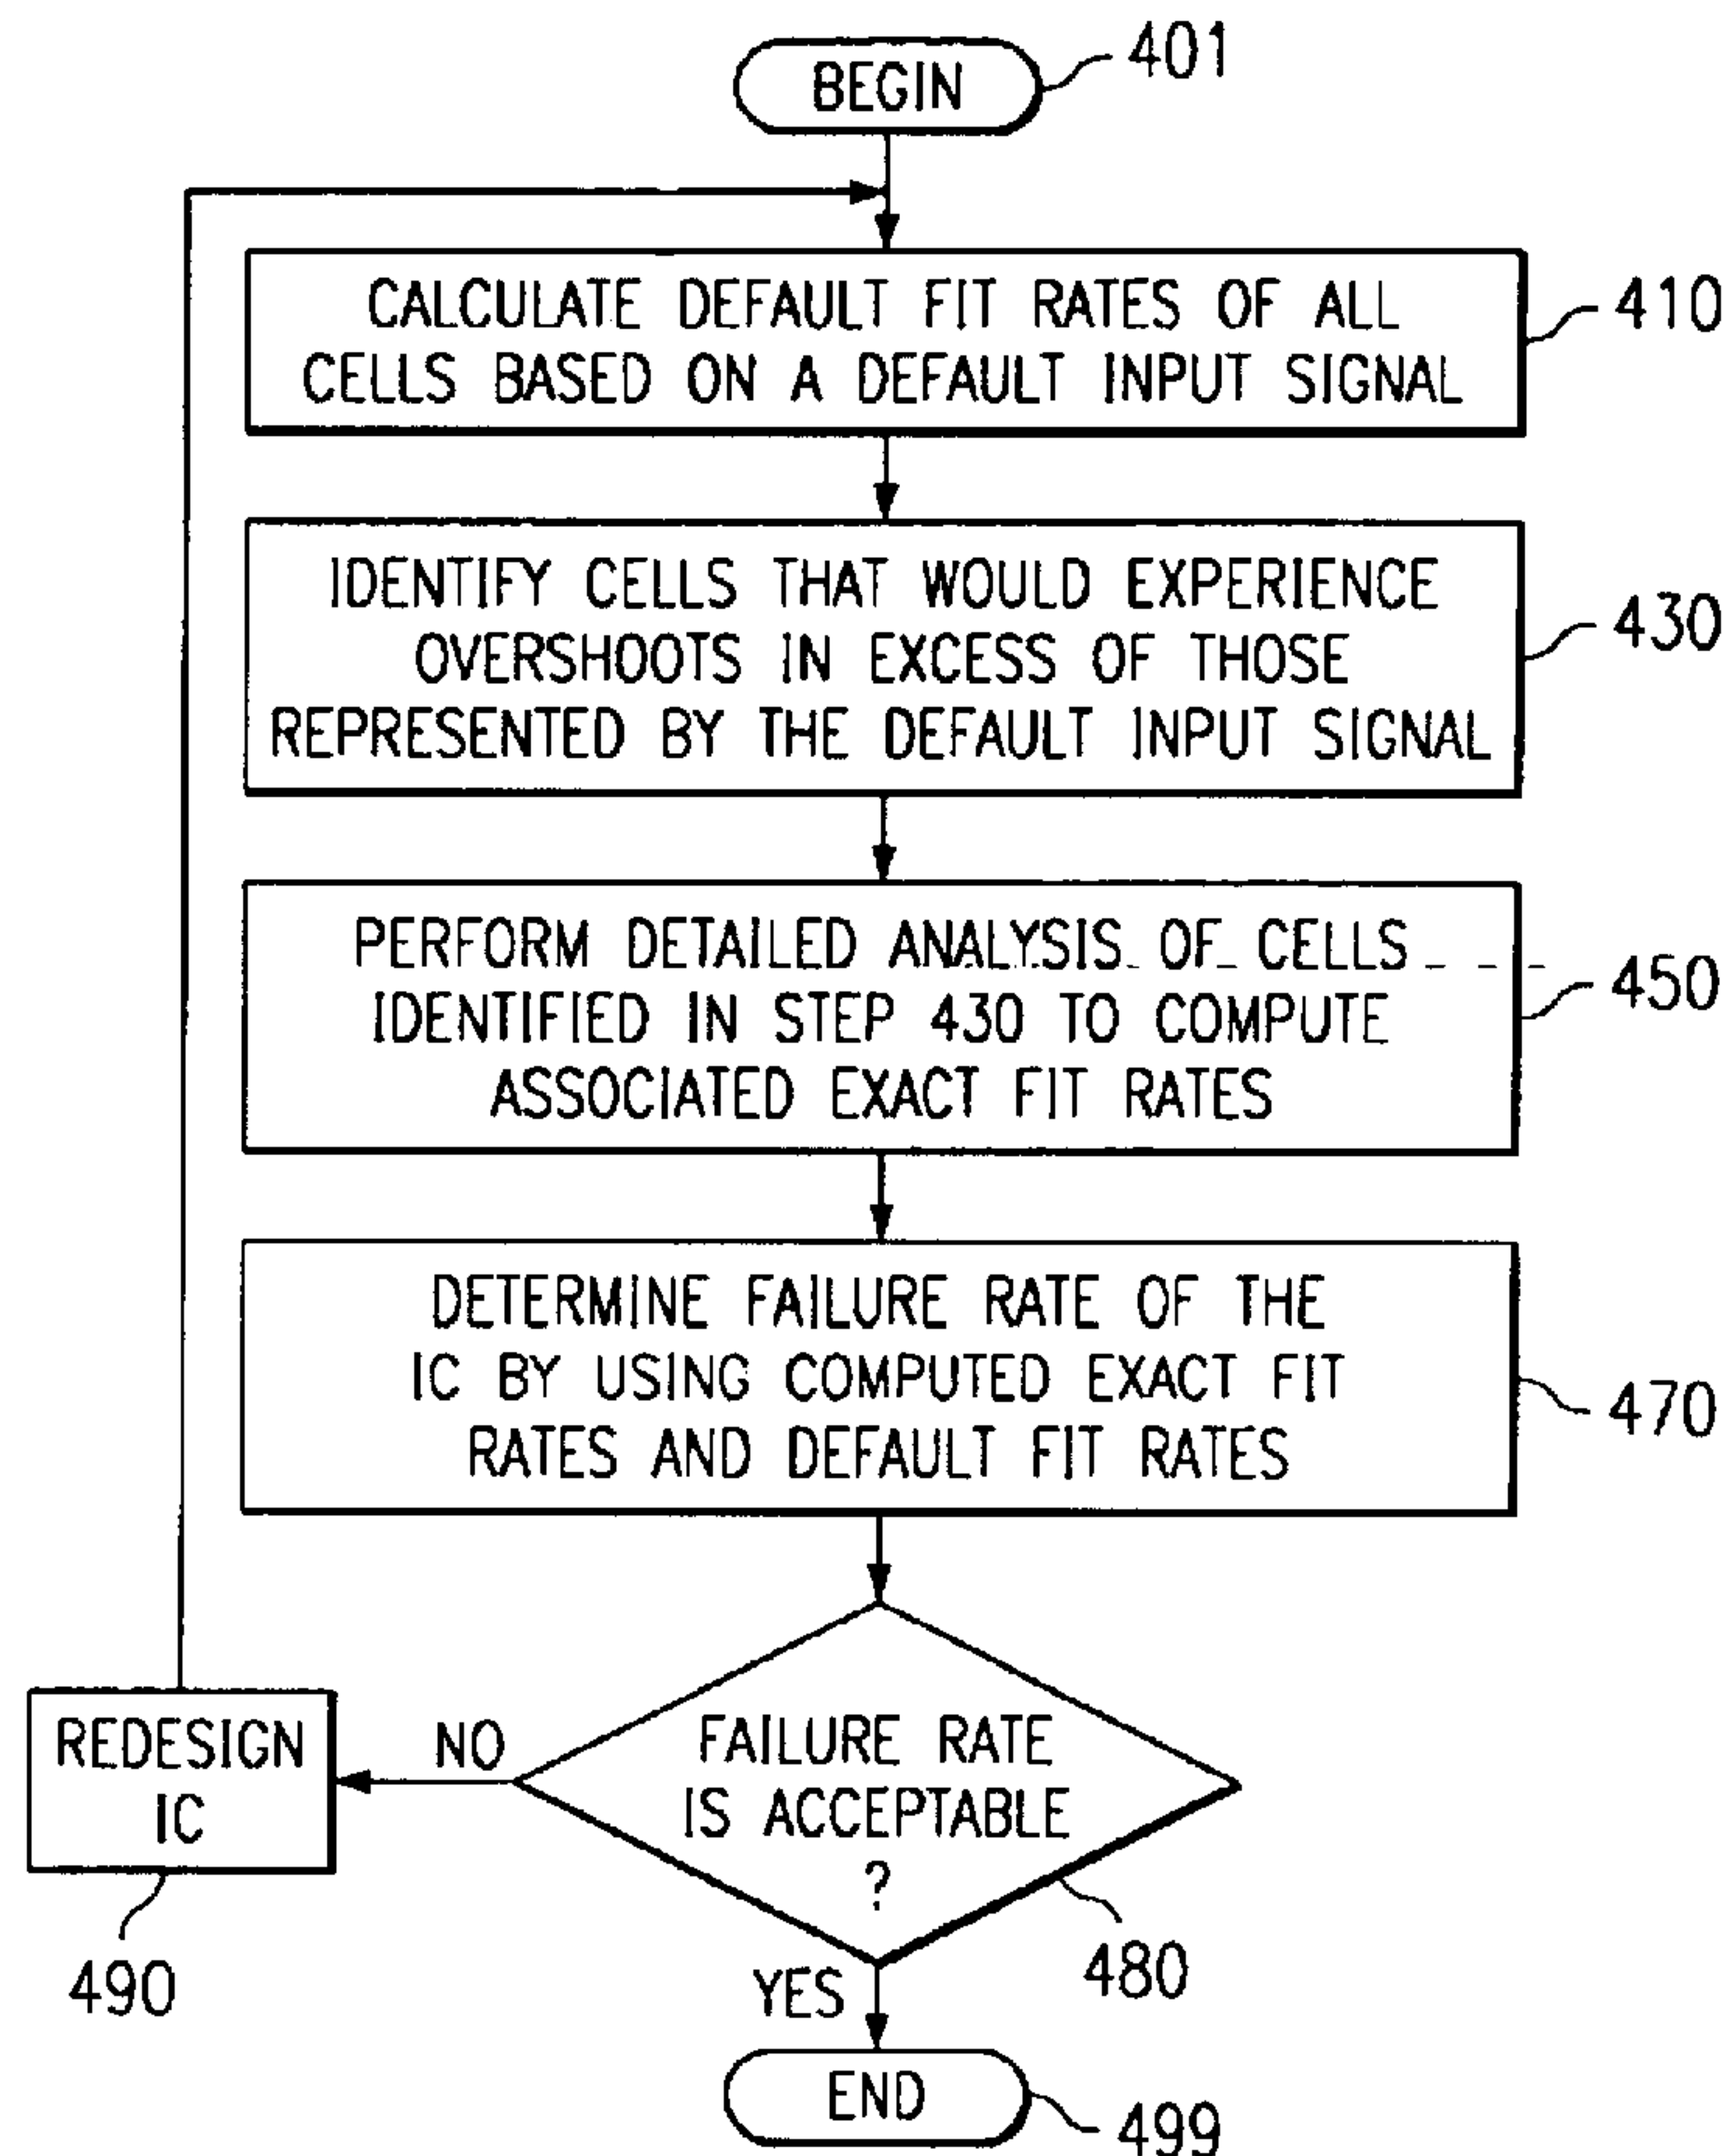 BEGIN
401
CALCULATE DEFAULT FIT RATES OF ALL
CELLS BASED ON A DEFAULT INPUT SIGNAL
410
IDENTIFY CELLS THAT WOULD EXPERIENCE
OVERSHOOTS IN EXCESS OF THOSE
REPRESENTED BY THE DEFAULT INPUT SIGNAL
430
PERFORM DETAILED ANALYSIS OF CELLS
IDENTIFIED IN STEP 430 TO COMPUTE
ASSOCIATED EXACT FIT RATES
450
DETERMINE FAILURE RATE OF THE
IC BY USING COMPUTED EXACT FIT
RATES AND DEFAULT FIT RATES
470
FAILURE RATE
IS ACCEPTABLE
?
480
NO
REDESIGN
IC
490
YES
END
499